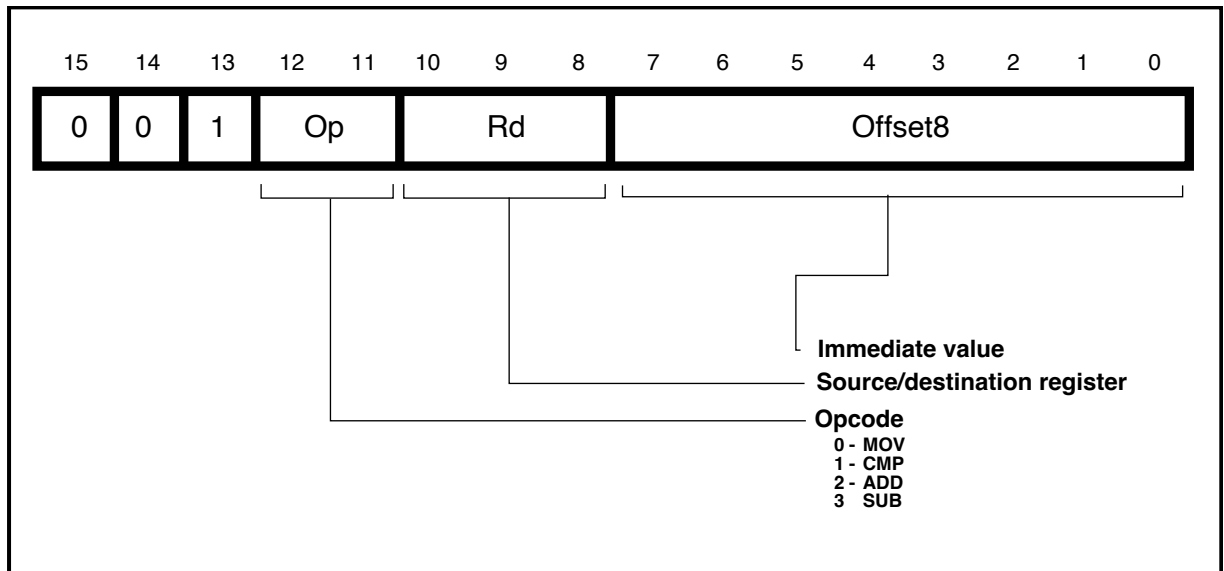 15 14 13 12 11 10 9 8 7 6 5 4 3 2 1 0
0 0 1 Op Rd Offset8
Immediate value
Source/destination register
Opcode
0 - MOV
1 - CMP
2 - ADD
3 SUB